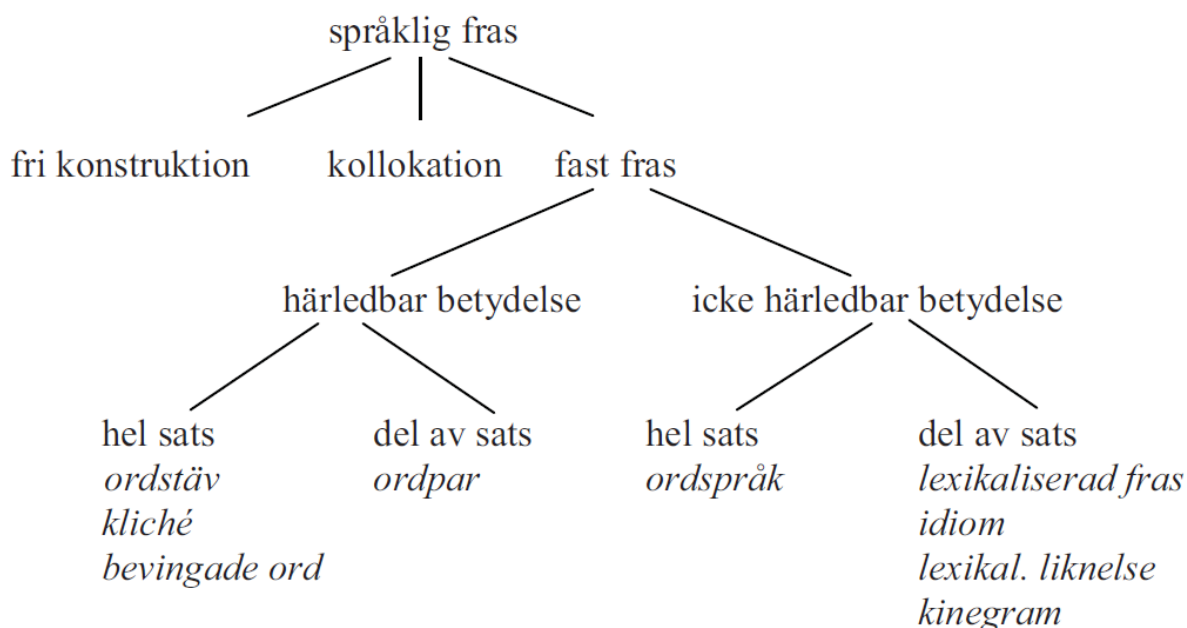 språklig fras
fri konstruktion kollokation fast fras
härledbar betydelse icke härledbar betydelse
hel sats del av sats hel sats del av sats
ordstäv ordpar ordspråk lexikaliserad fras
kliché idiom
bevingade ord lexikal. liknelse
kinegram